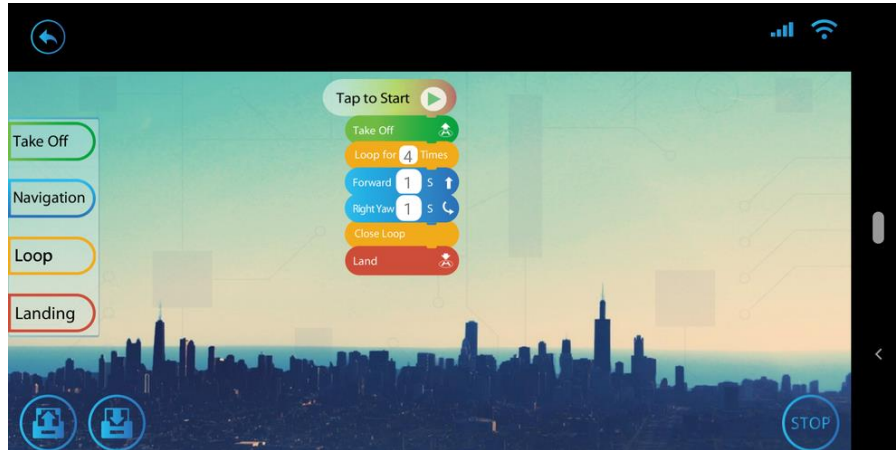 Tap to Start
Take Off
Loop for 4 Times
Forward 1 S
Right Yaw 1 S
Close Loop
Land
Take Off
Navigation
Loop
Landing
STOP